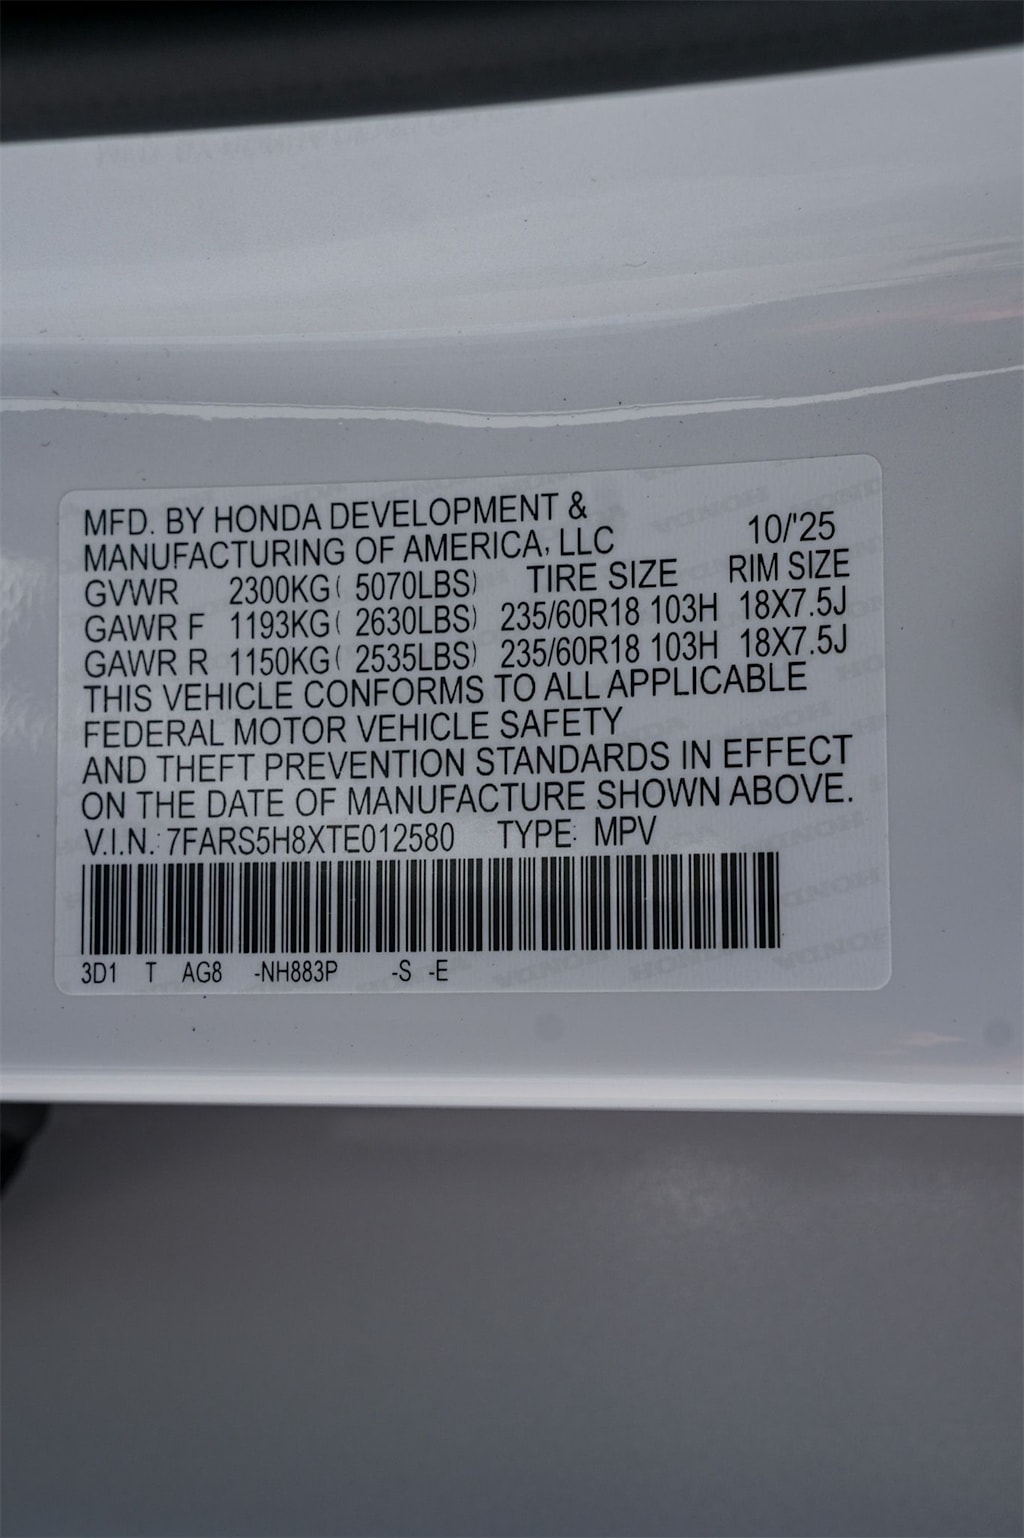 MFD. BY HONDA DEVELOPMENT &
MANUFACTURING OF AMERICA, LLC 10/'25
GVWR 2300KG( 5070LBS) TIRE SIZE RIM SIZE
GAWR F 1193KG( 2630LBS) 235/60R18 103H 18X7.5J
GAWR R 1150KG( 2535LBS) 235/60R18 103H 18X7.5J
THIS VEHICLE CONFORMS TO ALL APPLICABLE
FEDERAL MOTOR VEHICLE SAFETY
AND THEFT PREVENTION STANDARDS IN EFFECT
ON THE DATE OF MANUFACTURE SHOWN ABOVE.
V.I.N.: 7FARS5H8XTE012580 TYPE: MPV
3D1 T AG8 -NH883P -S -E